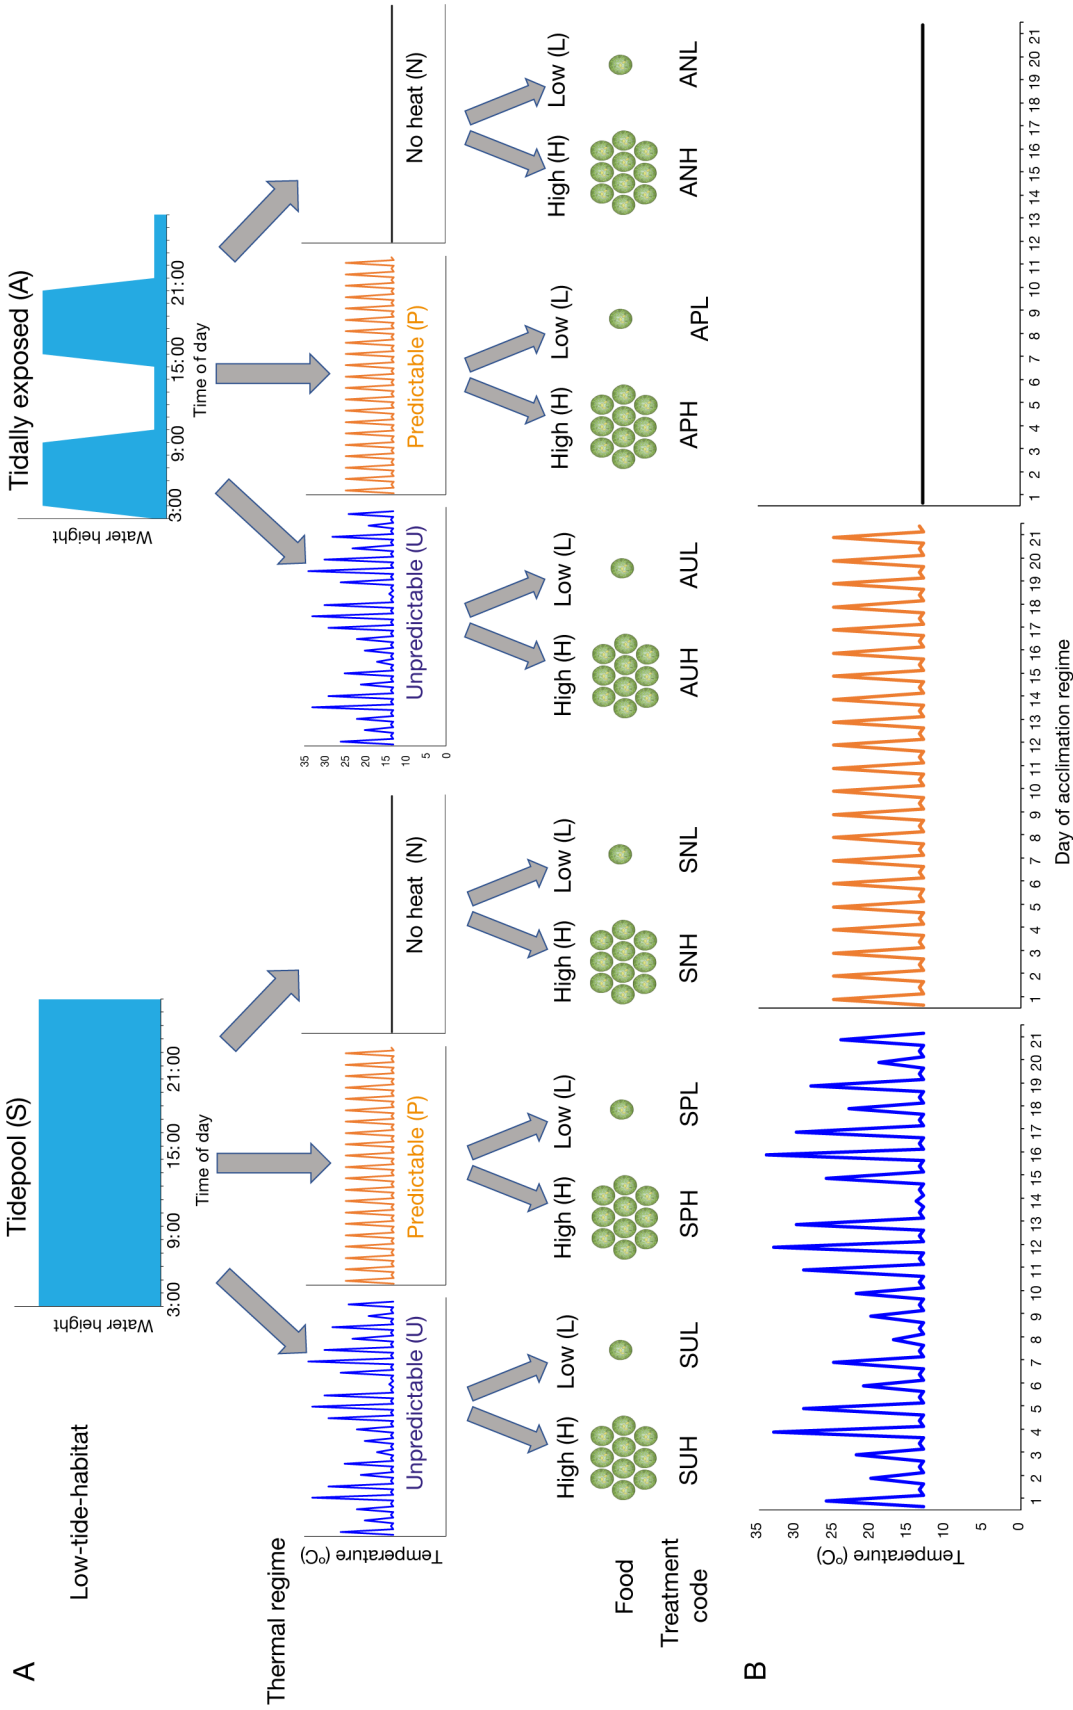 A
Low-tide-habitat
Tidepool (S)
Water height
3:00 9:00 15:00 21:00
Time of day
Tidally exposed (A)
Water height
3:00 9:00 15:00 21:00
Time of day
Thermal regime
Temperature (ºC)
Unpredictable (U)
Predictable (P)
No heat (N)
35
30
25
20
15
10
5
0
Unpredictable (U)
Predictable (P)
No heat (N)
Food
High (H) Low (L) High (H) Low (L) High (H) Low (L) High (H) Low (L) High (H) Low (L) High (H) Low (L)
Treatment
code
SUH SUL SPH SPL SNH SNL AUH AUL APH APL ANH ANL
B
Temperature (ºC)
35
30
25
20
15
10
5
0
1 2 3 4 5 6 7 8 9 10 11 12 13 14 15 16 17 18 19 20 21
1 2 3 4 5 6 7 8 9 10 11 12 13 14 15 16 17 18 19 20 21
1 2 3 4 5 6 7 8 9 10 11 12 13 14 15 16 17 18 19 20 21
Day of acclimation regime